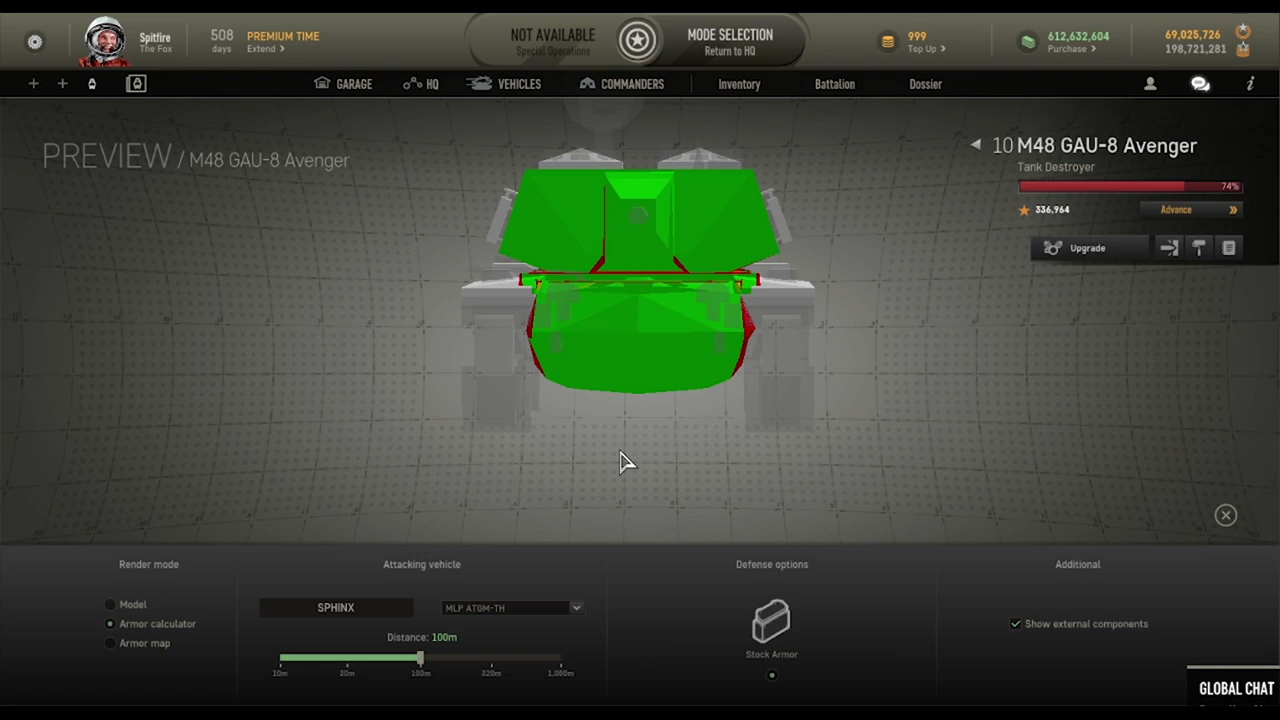 Spitfire
The Fox
508
days
PREMIUM TIME
Extend
NOT AVAILABLE
Special Operations
MODE SELECTION
Return to HQ
999
Top Up
612,632,604
Purchase
69,025,726
198,721,281
GARAGE
HQ
VEHICLES
COMMANDERS
Inventory
Battalion
Dossier
PREVIEW / M48 GAU-8 Avenger
10 M48 GAU-8 Avenger
Tank Destroyer
74%
336,964
Advance
Upgrade
Render mode
Model
Armor calculator
Armor map
Attacking vehicle
SPHINX
MLP ATGM-TH
Distance: 100m
10m
30m
100m
320m
1,000m
Defense options
Stock Armor
Additional
Show external components
GLOBAL CHAT